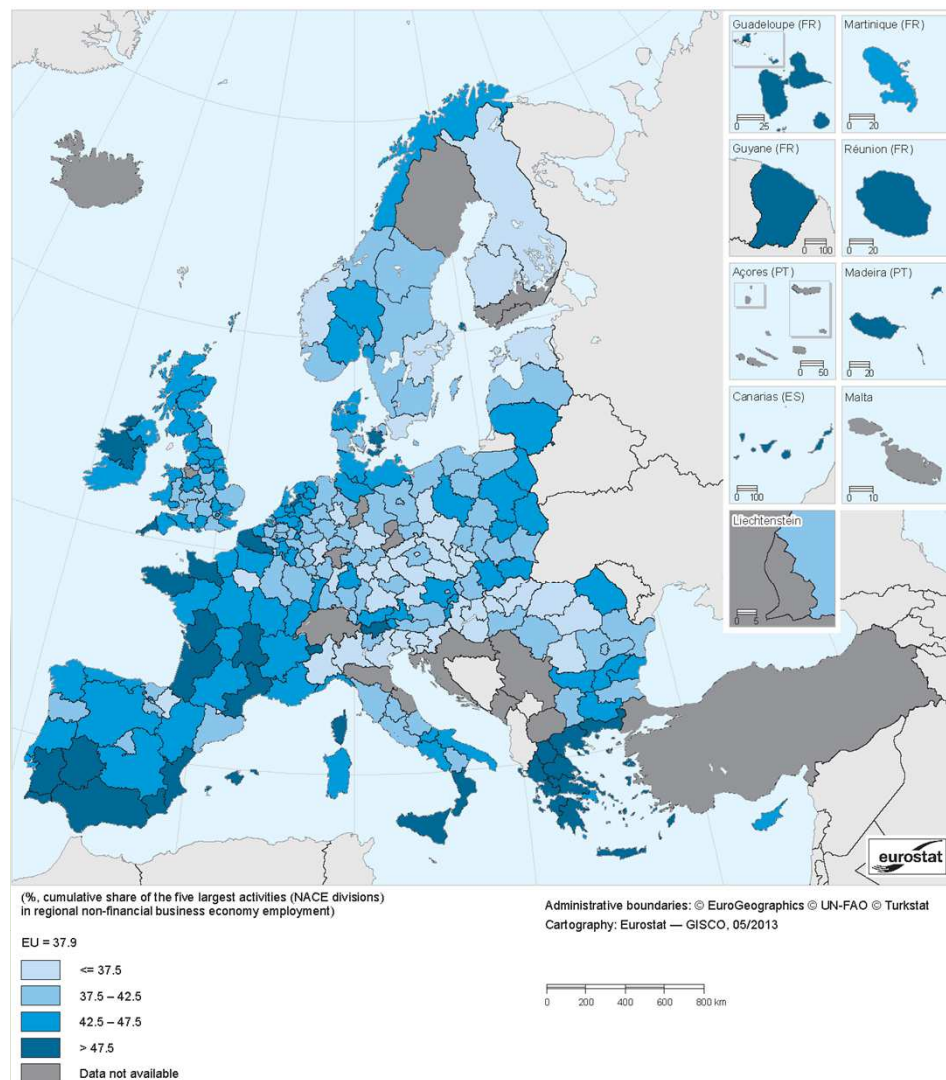 Guadeloupe (FR)
0 25
Martinique (FR)
0 20
Guyane (FR)
0 100
Réunion (FR)
0 20
Açores (PT)
0 50
Madeira (PT)
0 20
Canarias (ES)
0 100
Malta
0 10
Liechtenstein
0 5
eurostat
(%, cumulative share of the five largest activities (NACE divisions)
in regional non-financial business economy employment)
EU = 37.9
<= 37.5
37.5 – 42.5
42.5 – 47.5
> 47.5
Data not available
Administrative boundaries: © EuroGeographics © UN-FAO © Turkstat
Cartography: Eurostat — GISCO, 05/2013
0 200 400 600 800 km